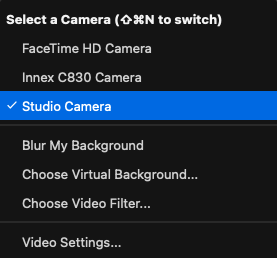 Select a Camera (⇧⌘N to switch)
FaceTime HD Camera
Innex C830 Camera
✓ Studio Camera
Blur My Background
Choose Virtual Background...
Choose Video Filter...
Video Settings...